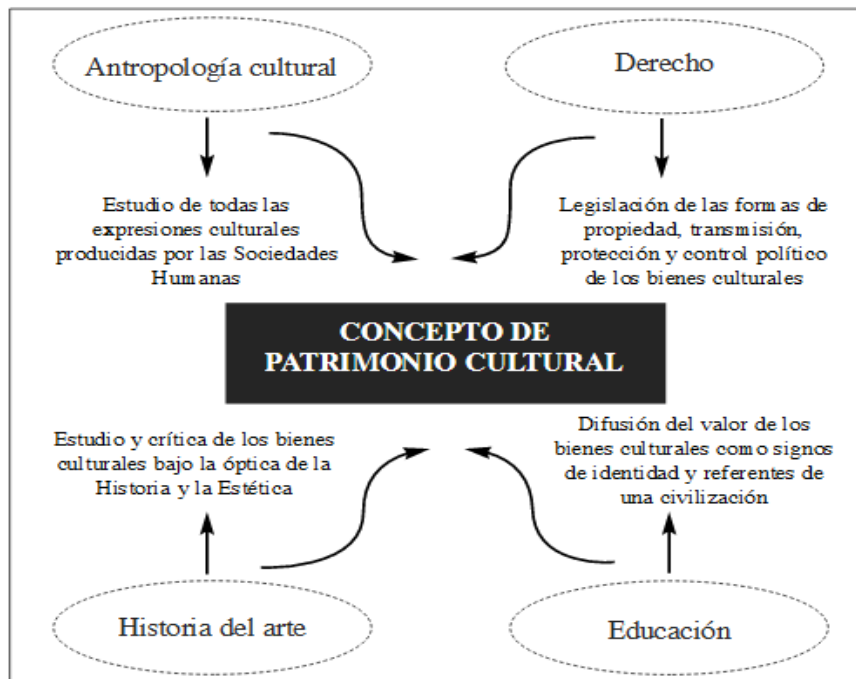 Antropología cultural
Derecho
Estudio de todas las
expresiones culturales
producidas por las Sociedades
Humanas
Legislación de las formas de
propiedad, transmisión,
protección y control político
de los bienes culturales
CONCEPTO DE
PATRIMONIO CULTURAL
Estudio y crítica de los bienes
culturales bajo la óptica de la
Historia y la Estética
Difusión del valor de los
bienes culturales como signos
de identidad y referentes de
una civilización
Historia del arte
Educación